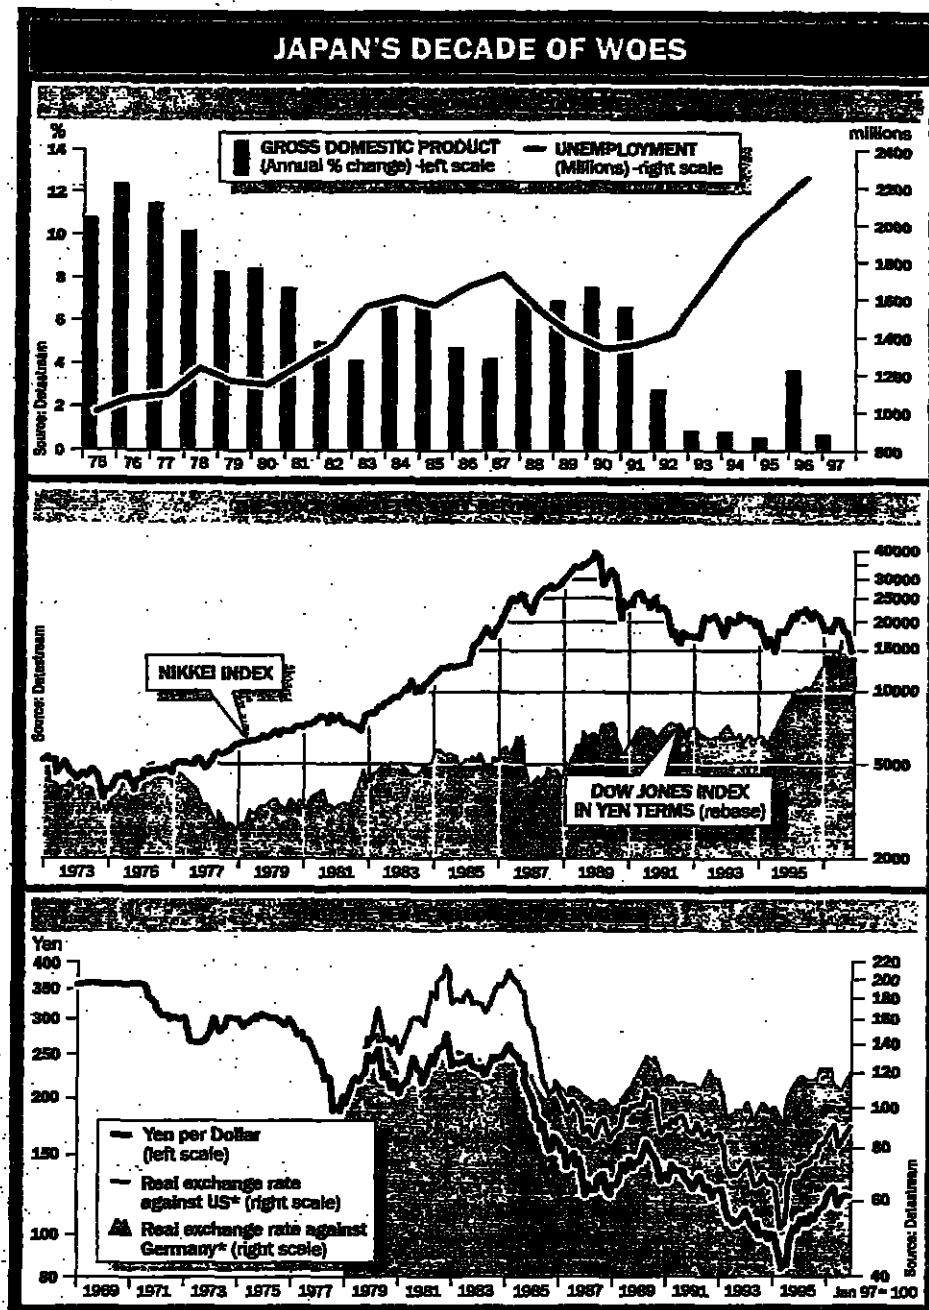 JAPAN'S DECADE OF WOES
%
millions
GROSS DOMESTIC PRODUCT
(Annual % change) -left scale
UNEMPLOYMENT
(Millions) -right scale
14
12
10
8
6
4
2
0
2400
2200
2000
1800
1600
1400
1200
1000
800
Source: Datastream
75 76 77 78 79 80 81 82 83 84 85 86 87 88 89 90 91 92 93 94 95 96 97
NIKKEI INDEX
DOW JONES INDEX
IN YEN TERMS (rebase)
40000
30000
25000
20000
15000
10000
5000
2000
Source: Datastream
1973 1975 1977 1979 1981 1983 1985 1987 1989 1991 1993 1995
Yen
400
350
300
250
200
150
100
80
220
200
180
160
140
120
100
80
60
40
Yen per Dollar
(left scale)
Real exchange rate
against US* (right scale)
Real exchange rate against
Germany* (right scale)
Source: Datastream
1969 1971 1973 1975 1977 1979 1981 1983 1985 1987 1989 1991 1993 1995 Jan 97= 100